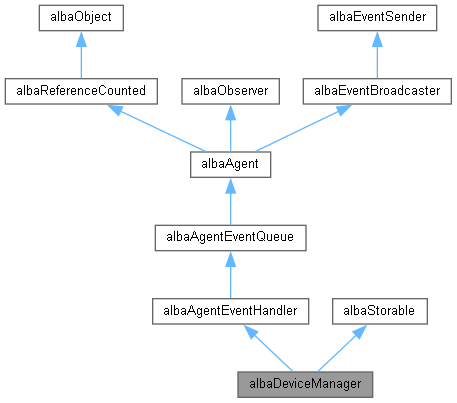 albaObject
albaEventSender
albaReferenceCounted
albaObserver
albaEventBroadcaster
albaAgent
albaAgentEventQueue
albaAgentEventHandler
albaStorable
albaDeviceManager